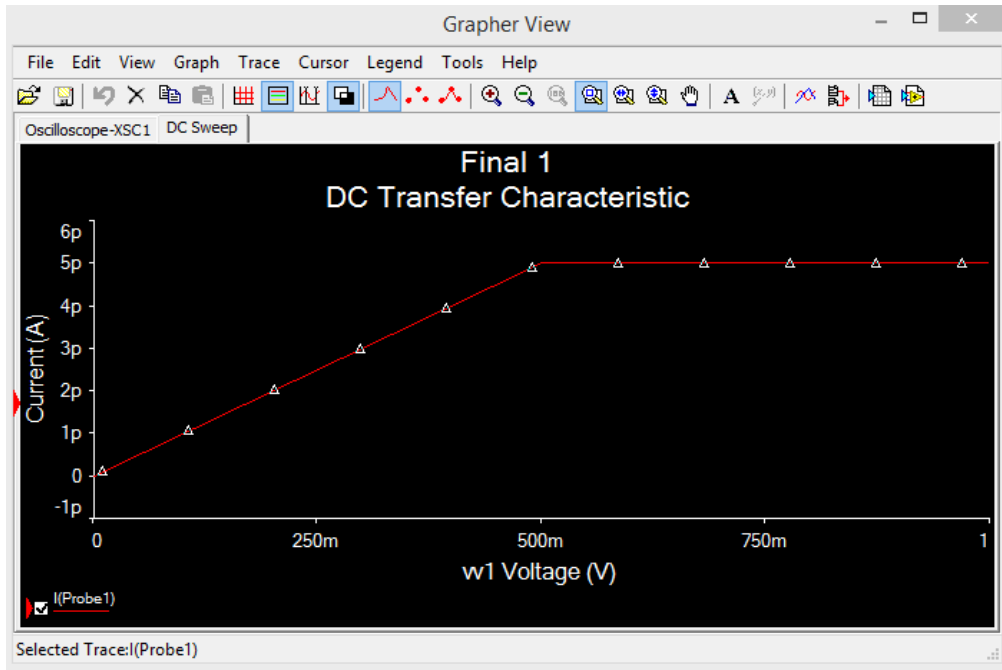 Grapher View
File Edit View Graph Trace Cursor Legend Tools Help
A
Oscilloscope-XSC1 DC Sweep
Final 1
DC Transfer Characteristic
6p
5p
4p
3p
2p
1p
0
-1p
Current (A)
0 250m 500m 750m 1
vv1 Voltage (V)
I(Probe1)
Selected Trace:I(Probe1)